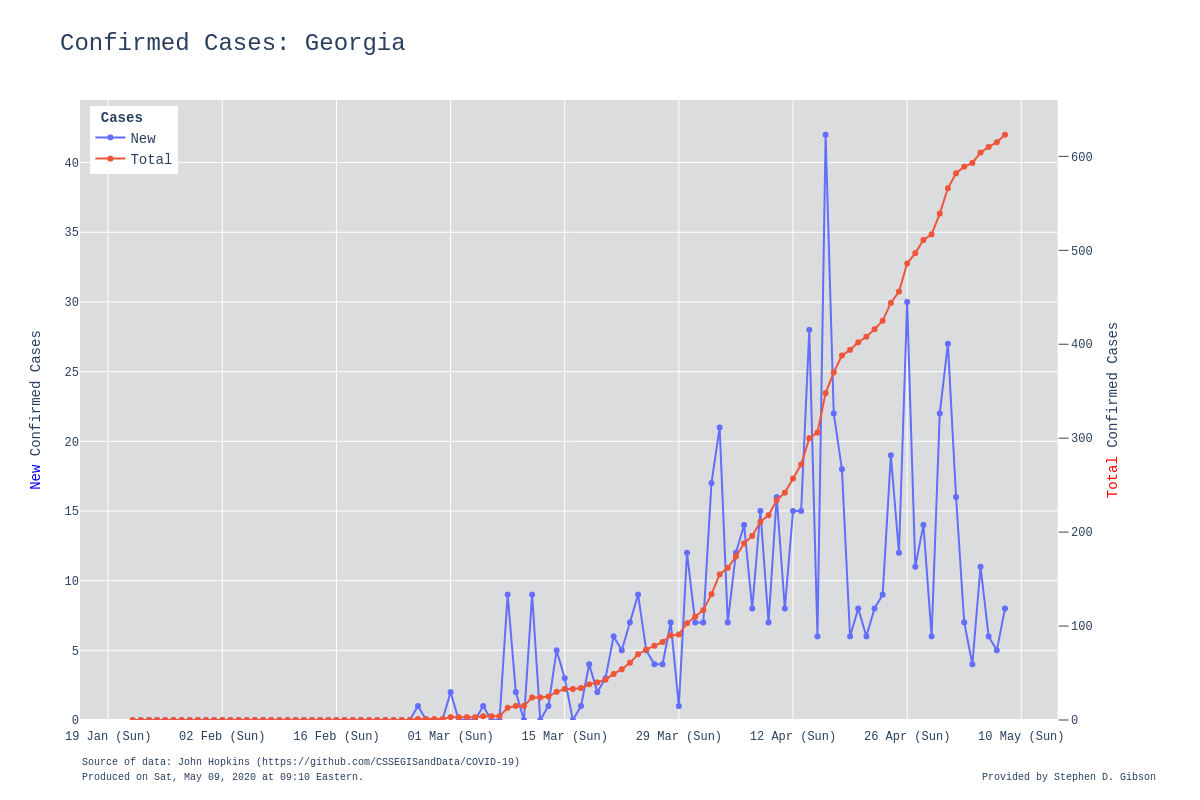 Confirmed Cases: Georgia
Cases
New
Total
40
35
30
25
20
15
10
5
0
New Confirmed Cases
600
500
400
300
200
100
0
Total Confirmed Cases
19 Jan (Sun) 02 Feb (Sun) 16 Feb (Sun) 01 Mar (Sun) 15 Mar (Sun) 29 Mar (Sun) 12 Apr (Sun) 26 Apr (Sun) 10 May (Sun)
Source of data: John Hopkins (https://github.com/CSSEGISandData/COVID-19)
Produced on Sat, May 09, 2020 at 09:10 Eastern.
Provided by Stephen D. Gibson